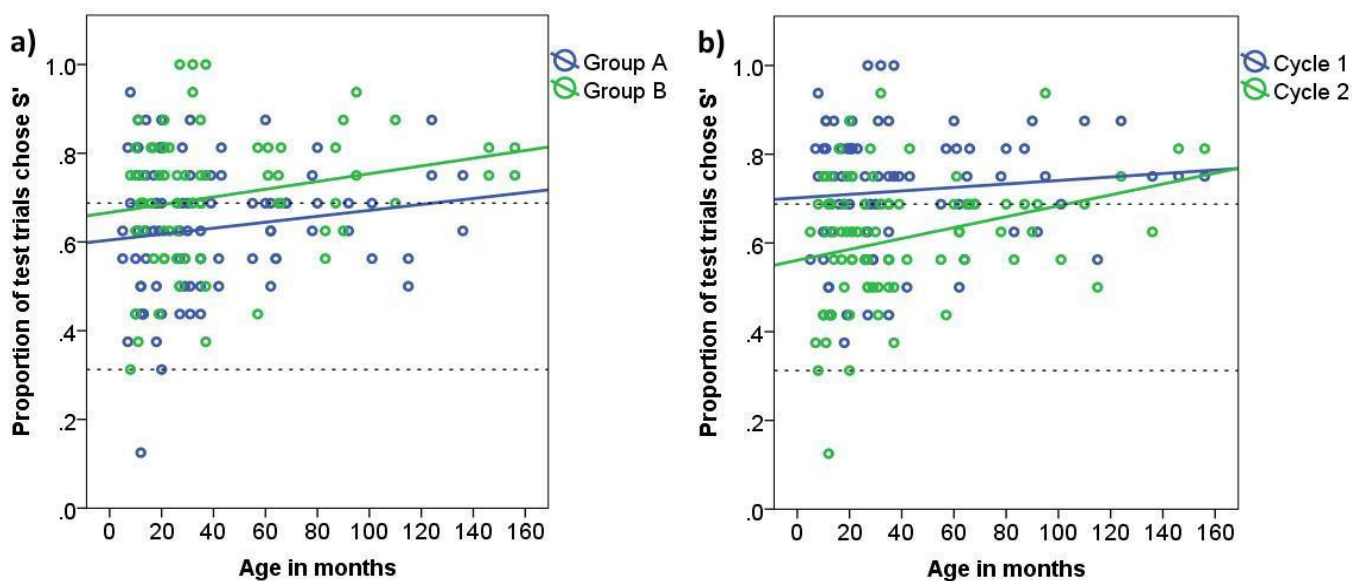 a)
Group A
Group B
Proportion of test trials chose S'
1.0
.8
.6
.4
.2
.0
0 20 40 60 80 100 120 140 160
Age in months
b)
Cycle 1
Cycle 2
Proportion of test trials chose S'
1.0
.8
.6
.4
.2
.0
0 20 40 60 80 100 120 140 160
Age in months